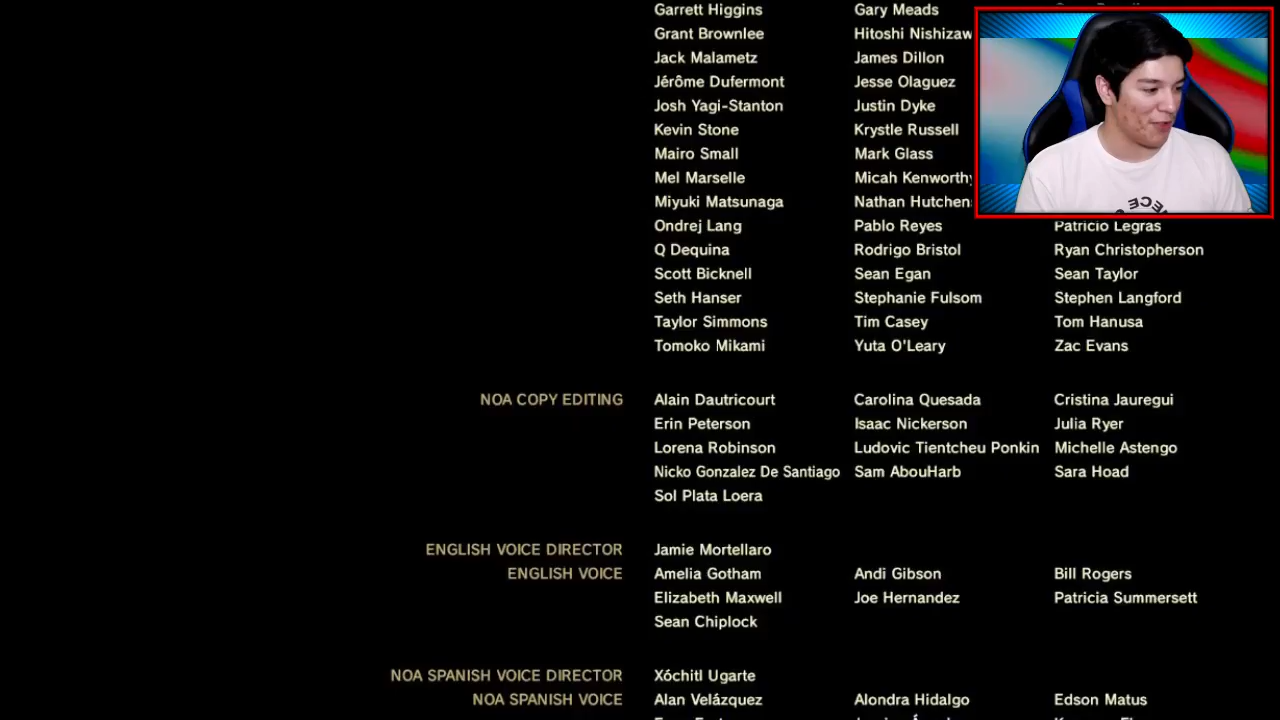 Garrett Higgins Gary Meads
Grant Brownlee Hitoshi Nishizaw
Jack Malametz James Dillon
Jérôme Dufermont Jesse Olaguez
Josh Yagi-Stanton Justin Dyke
Kevin Stone Krystle Russell
Mairo Small Mark Glass
Mel Marselle Micah Kenworthy
Miyuki Matsunaga Nathan Hutchens
Ondrej Lang Pablo Reyes Patricio Legras
Q Dequina Rodrigo Bristol Ryan Christopherson
Scott Bicknell Sean Egan Sean Taylor
Seth Hanser Stephanie Fulsom Stephen Langford
Taylor Simmons Tim Casey Tom Hanusa
Tomoko Mikami Yuta O'Leary Zac Evans
NOA COPY EDITING Alain Dautricourt Carolina Quesada Cristina Jauregui
Erin Peterson Isaac Nickerson Julia Ryer
Lorena Robinson Ludovic Tientcheu Ponkin Michelle Astengo
Nicko Gonzalez De Santiago Sam AbouHarb Sara Hoad
Sol Plata Loera
ENGLISH VOICE DIRECTOR Jamie Mortellaro
ENGLISH VOICE Amelia Gotham Andi Gibson Bill Rogers
Elizabeth Maxwell Joe Hernandez Patricia Summersett
Sean Chiplock
NOA SPANISH VOICE DIRECTOR Xóchitl Ugarte
NOA SPANISH VOICE Alan Velázquez Alondra Hidalgo Edson Matus